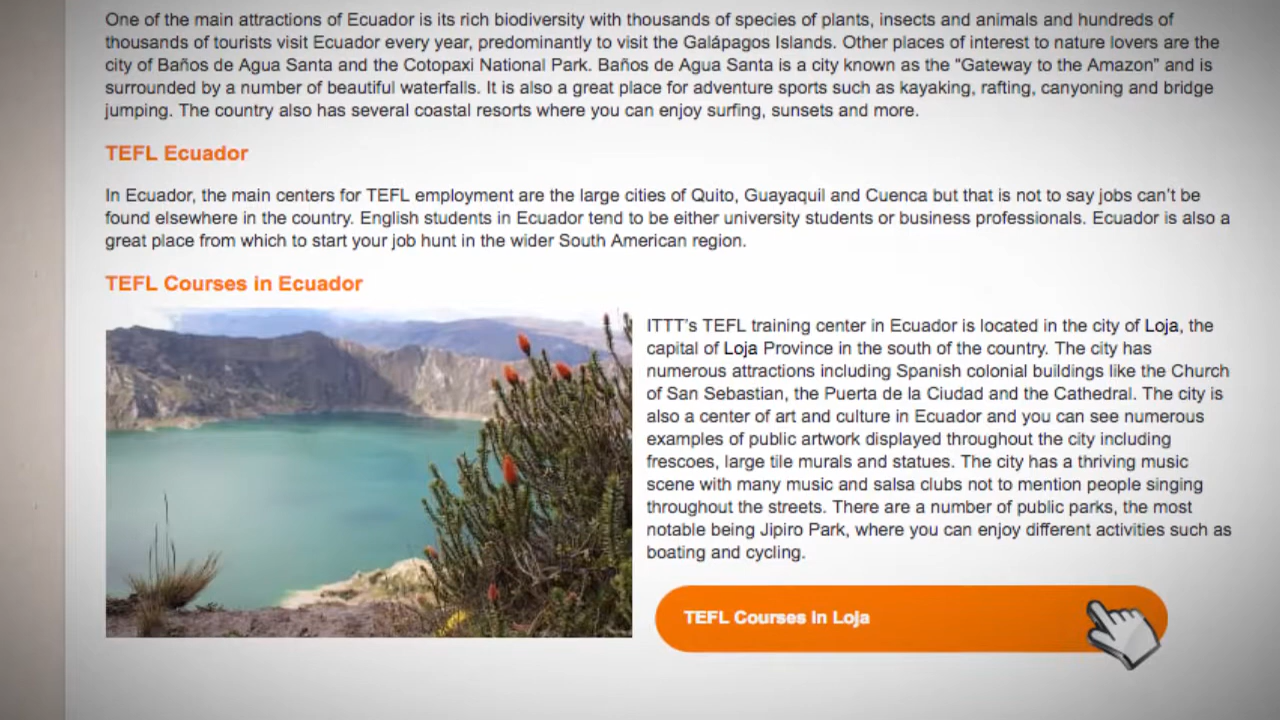 One of the main attractions of Ecuador is its rich biodiversity with thousands of species of plants, insects and animals and hundreds of
thousands of tourists visit Ecuador every year, predominantly to visit the Galápagos Islands. Other places of interest to nature lovers are the
city of Baños de Agua Santa and the Cotopaxi National Park. Baños de Agua Santa is a city known as the “Gateway to the Amazon” and is
surrounded by a number of beautiful waterfalls. It is also a great place for adventure sports such as kayaking, rafting, canyoning and bridge
jumping. The country also has several coastal resorts where you can enjoy surfing, sunsets and more.
TEFL Ecuador
In Ecuador, the main centers for TEFL employment are the large cities of Quito, Guayaquil and Cuenca but that is not to say jobs can’t be
found elsewhere in the country. English students in Ecuador tend to be either university students or business professionals. Ecuador is also a
great place from which to start your job hunt in the wider South American region.
TEFL Courses in Ecuador
ITTT’s TEFL training center in Ecuador is located in the city of Loja, the
capital of Loja Province in the south of the country. The city has
numerous attractions including Spanish colonial buildings like the Church
of San Sebastian, the Puerta de la Ciudad and the Cathedral. The city is
also a center of art and culture in Ecuador and you can see numerous
examples of public artwork displayed throughout the city including
frescoes, large tile murals and statues. The city has a thriving music
scene with many music and salsa clubs not to mention people singing
throughout the streets. There are a number of public parks, the most
notable being Jipiro Park, where you can enjoy different activities such as
boating and cycling.
TEFL Courses in Loja